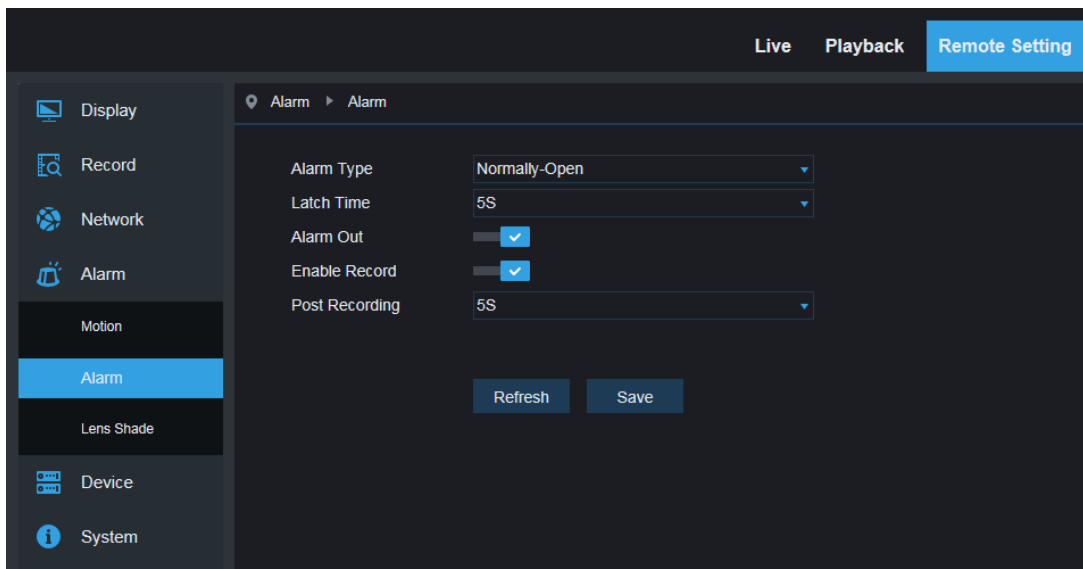 Live Playback Remote Setting
Display
Record
Network
Alarm
Motion
Alarm
Lens Shade
Device
System
Alarm Alarm
Alarm Type Normally-Open
Latch Time 5S
Alarm Out
Enable Record
Post Recording 5S
Refresh Save